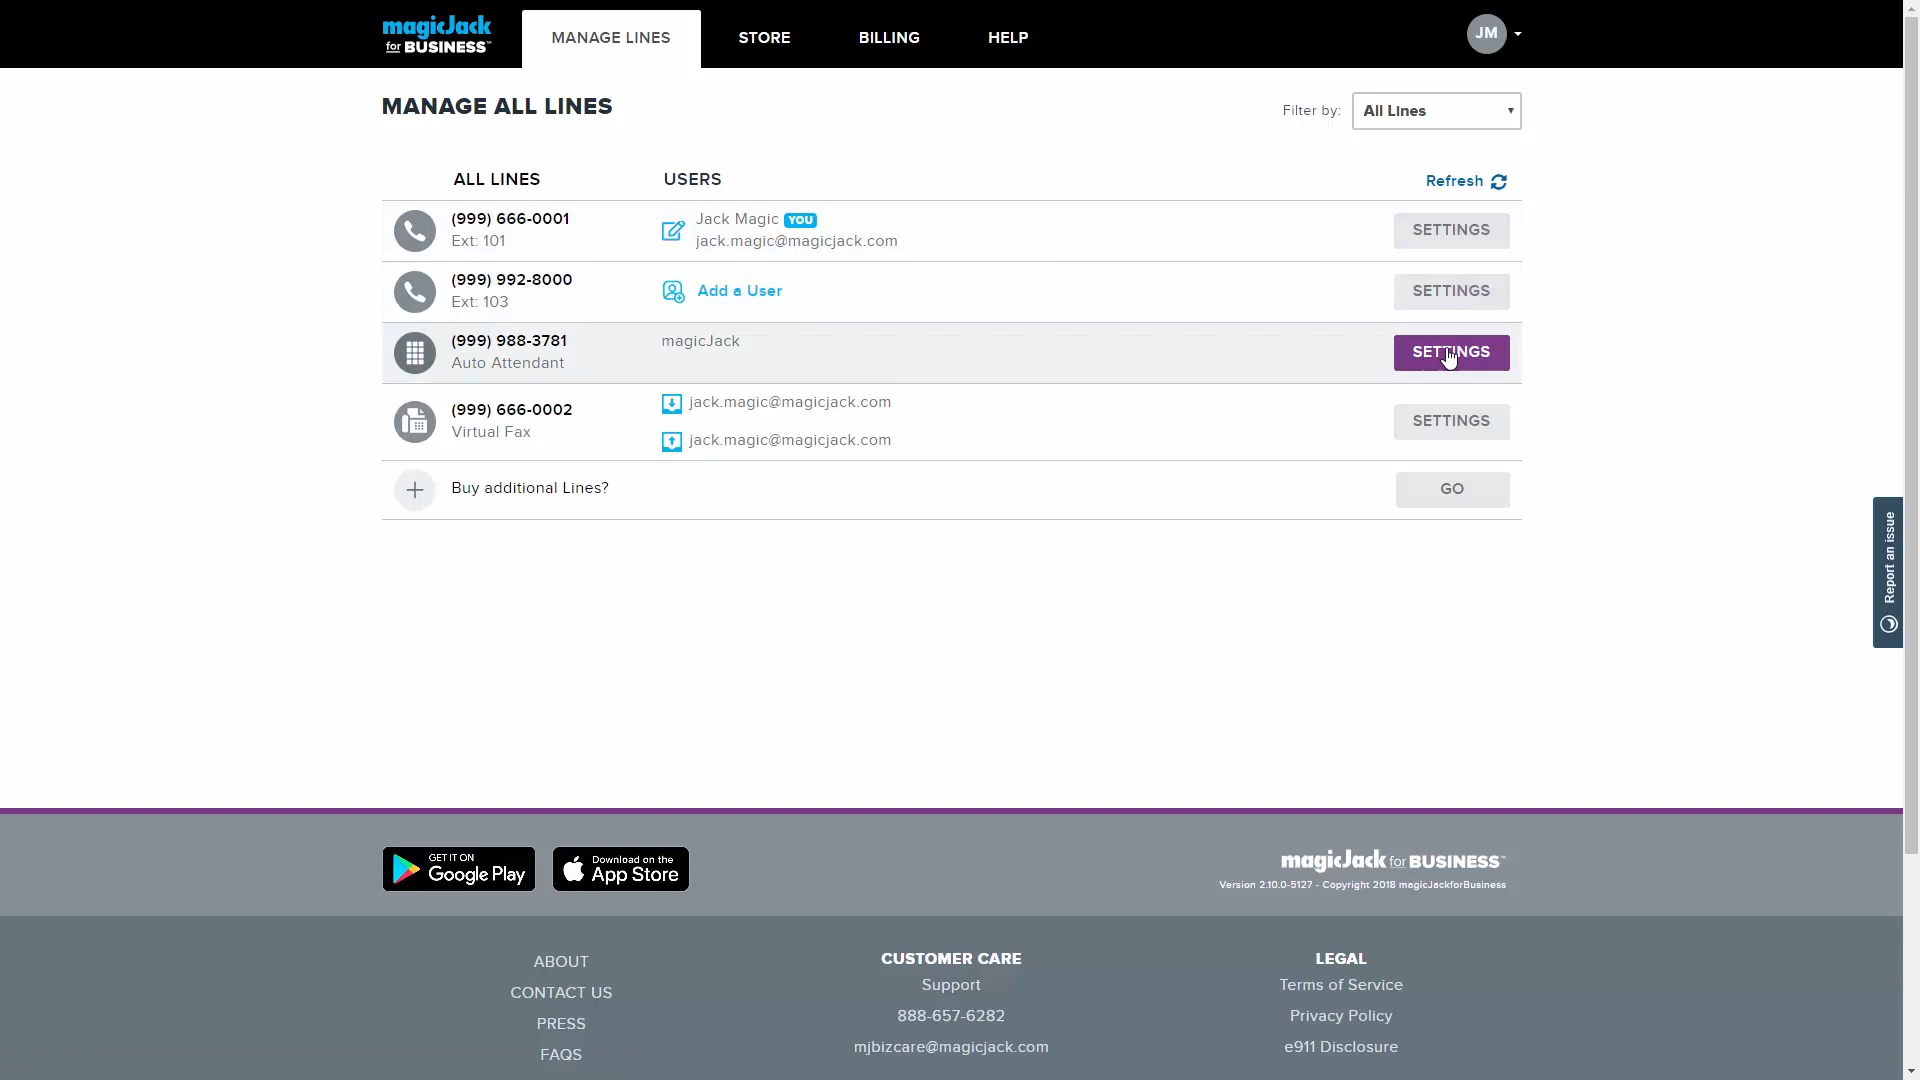 magicJack
for BUSINESS™
MANAGE LINES
STORE
BILLING
HELP
JM
MANAGE ALL LINES
Filter by:
All Lines
ALL LINES
USERS
Refresh
(999) 666-0001
Ext: 101
Jack Magic YOU
jack.magic@magicjack.com
SETTINGS
(999) 992-8000
Ext: 103
Add a User
SETTINGS
(999) 988-3781
Auto Attendant
magicJack
SETTINGS
(999) 666-0002
Virtual Fax
jack.magic@magicjack.com
jack.magic@magicjack.com
SETTINGS
Buy additional Lines?
GO
Report an issue
GET IT ON
Google Play
Download on the
App Store
magicJack for BUSINESS™
Version 2.10.0-5127 - Copyright 2018 magicJackforBusiness
ABOUT
CONTACT US
PRESS
FAQS
CUSTOMER CARE
Support
888-657-6282
mjbizcare@magicjack.com
LEGAL
Terms of Service
Privacy Policy
e911 Disclosure